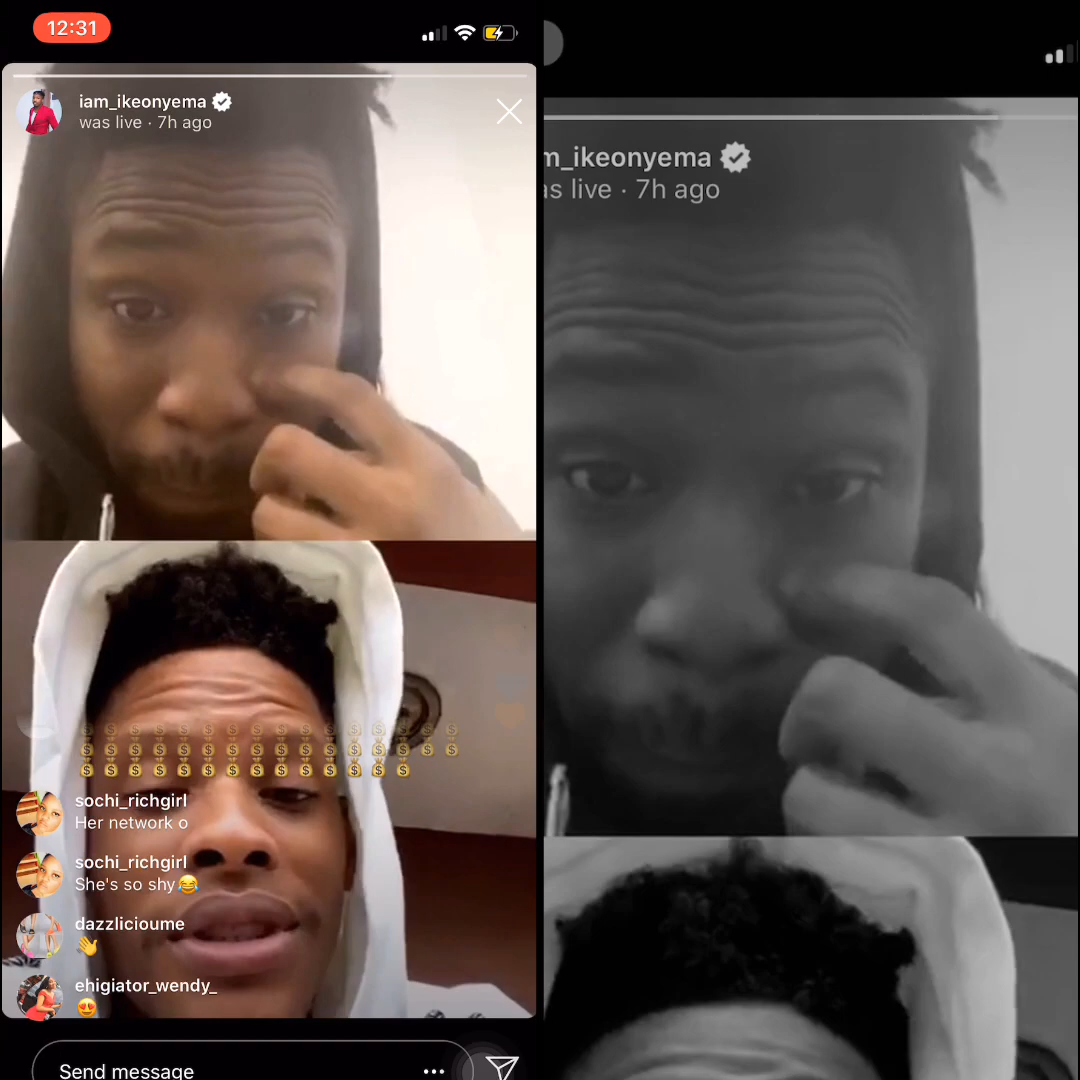 12:31
iam_ikeonyema
was live · 7h ago
sochi_richgirl
Her network o
sochi_richgirl
She's so shy😂
dazzlicioume
👋
ehigiator_wendy_
😍
Send message
m_ikeonyema
as live · 7h ago